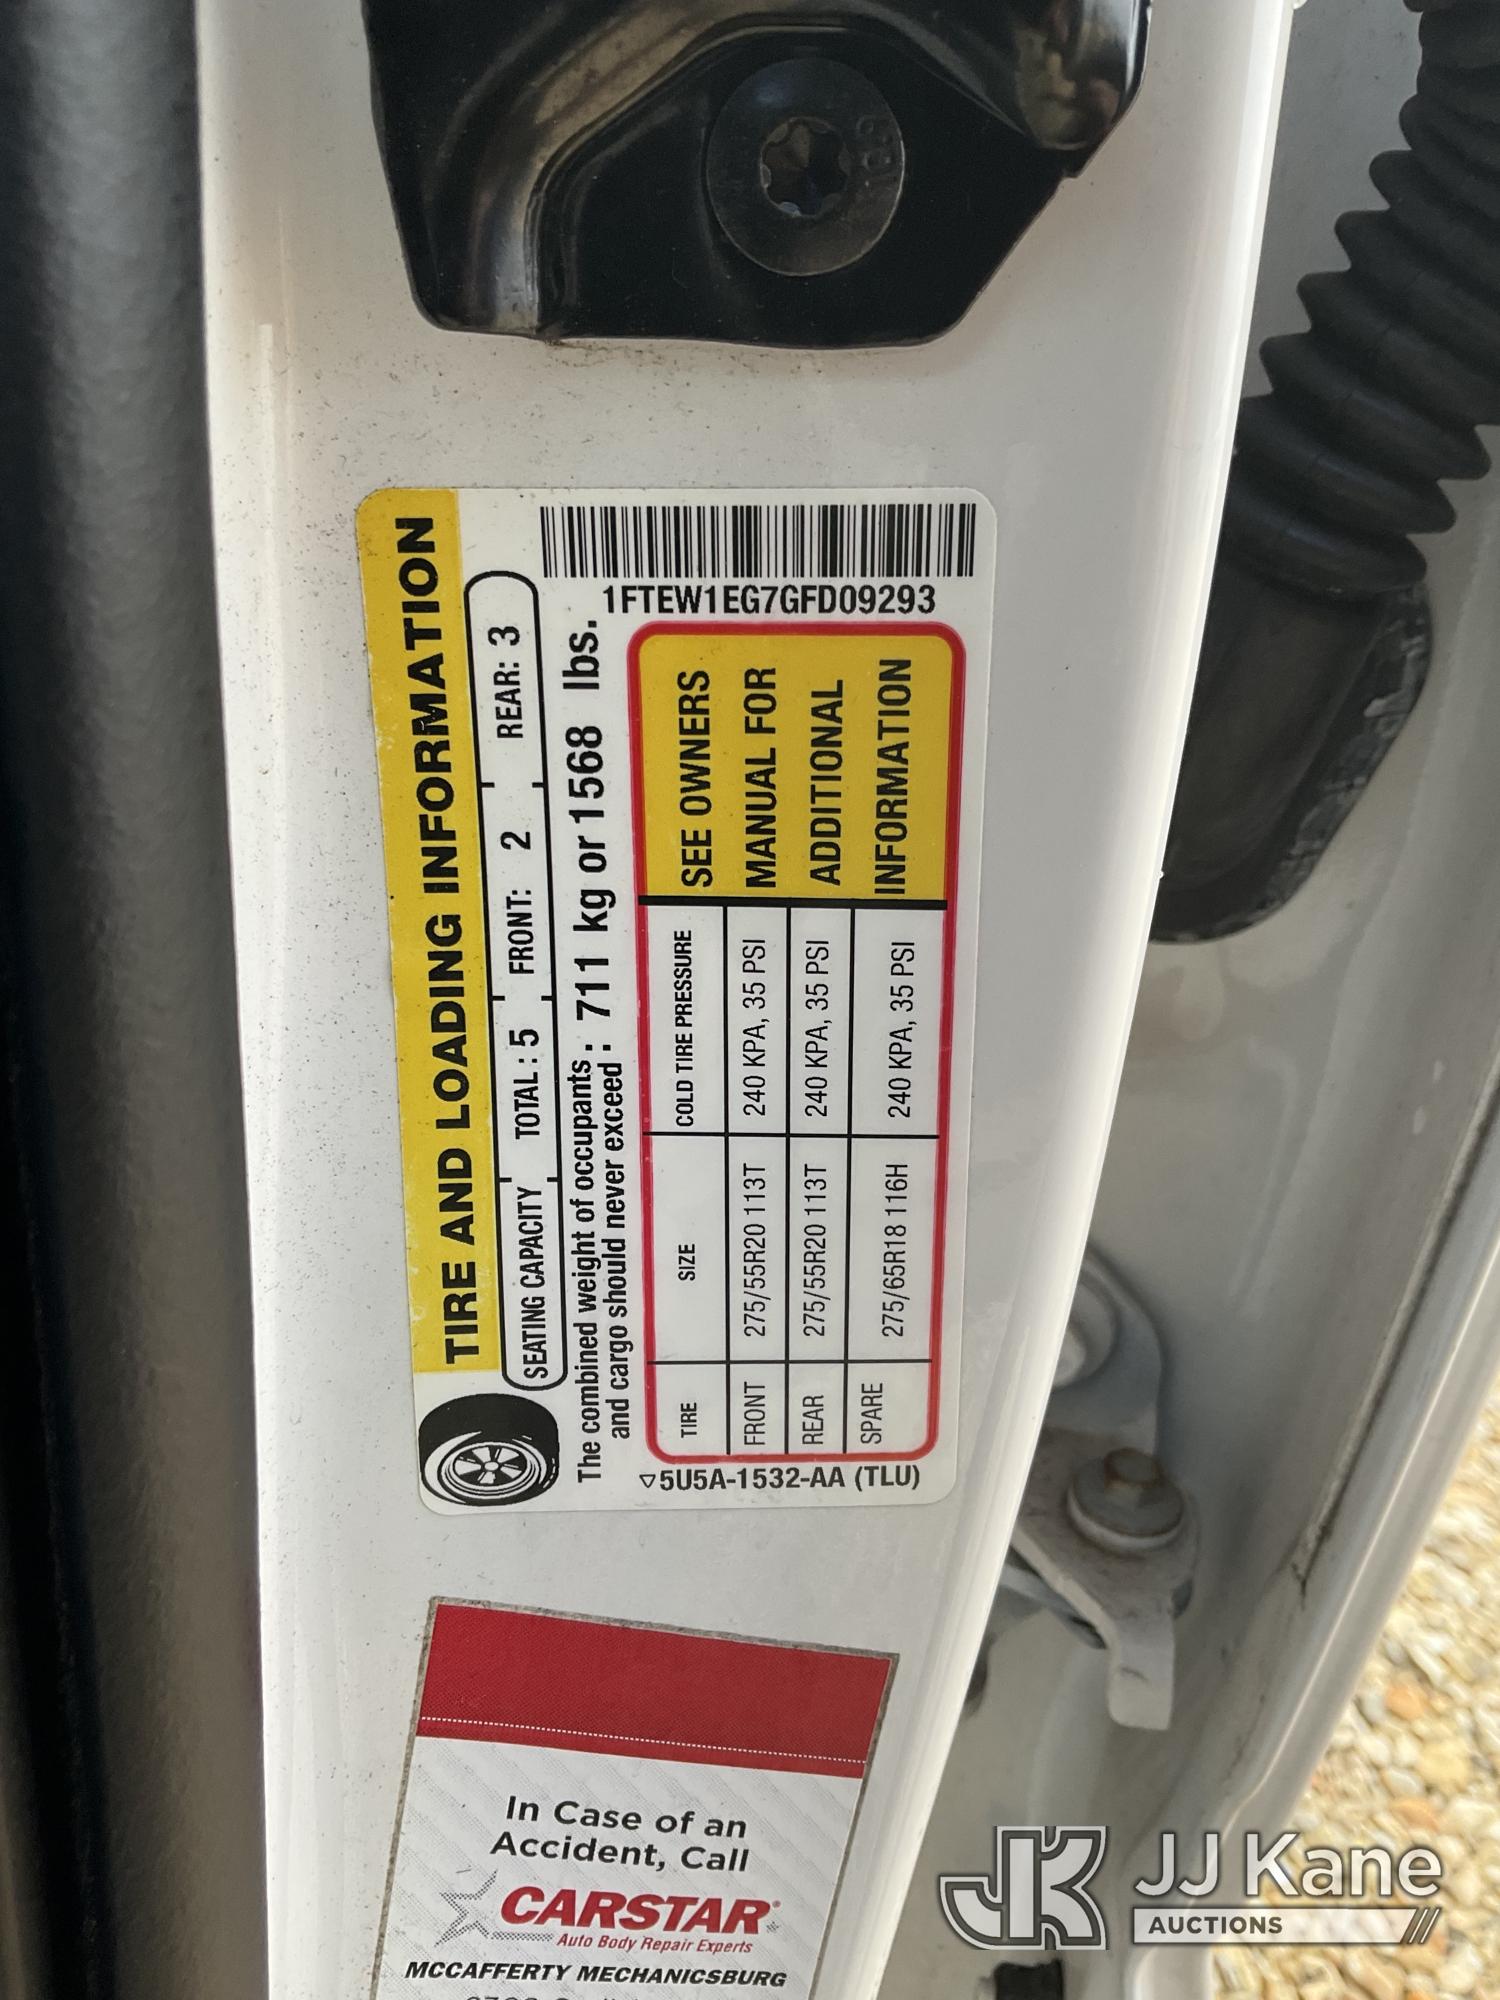 183
TIRE AND LOADING INFORMATION
SEATING CAPACITY TOTAL : 5 FRONT: 2 REAR: 3
The combined weight of occupants
and cargo should never exceed : 711 kg or 1568 lbs.
1FTEW1EG7GFD09293
TIRE SIZE COLD TIRE PRESSURE
FRONT 275/55R20 113T 240 KPA, 35 PSI
REAR 275/55R20 113T 240 KPA, 35 PSI
SPARE 275/65R18 116H 240 KPA, 35 PSI
SEE OWNERS
MANUAL FOR
ADDITIONAL
INFORMATION
5U5A-1532-AA (TLU)
In Case of an
Accident, Call
CARSTAR®
Auto Body Repair Experts
MCCAFFERTY MECHANICSBURG
JK JJ Kane
AUCTIONS